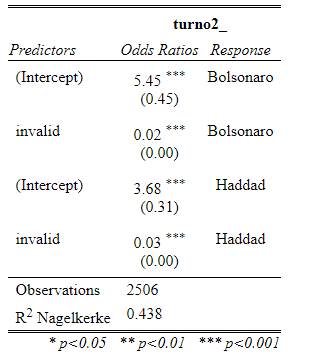 turno2_
Predictors Odds Ratios Response
(Intercept) 5.45 *** Bolsonaro
(0.45)
invalid 0.02 *** Bolsonaro
(0.00)
(Intercept) 3.68 *** Haddad
(0.31)
invalid 0.03 *** Haddad
(0.00)
Observations 2506
R2 Nagelkerke 0.438
* p<0.05 ** p<0.01 *** p<0.001